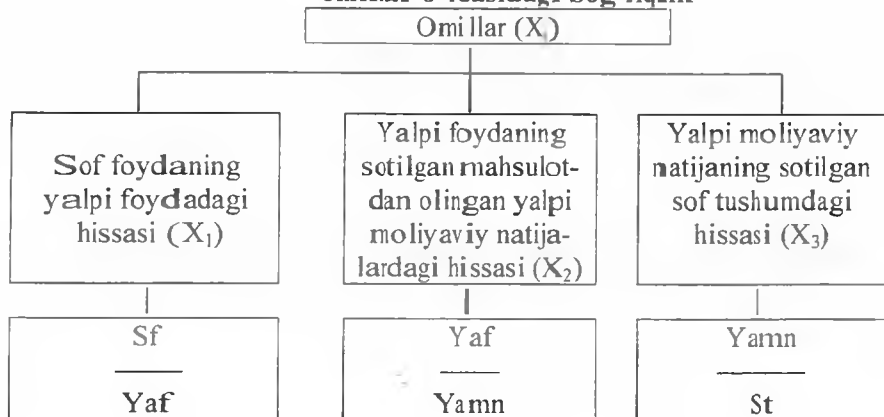 Omillar (X)
Sof foydaning
yalpi foydadagi
hissasi (X₁)
Yalpi foydaning
sotilgan mahsulot-
dan olingan yalpi
moliyaviy natija-
lardagi hissasi (X₂)
Yalpi moliyaviy
natijaning sotilgan
sof tushumdagi
hissasi (X₃)
Sf
Yaf
Yaf
Yamn
Yamn
St